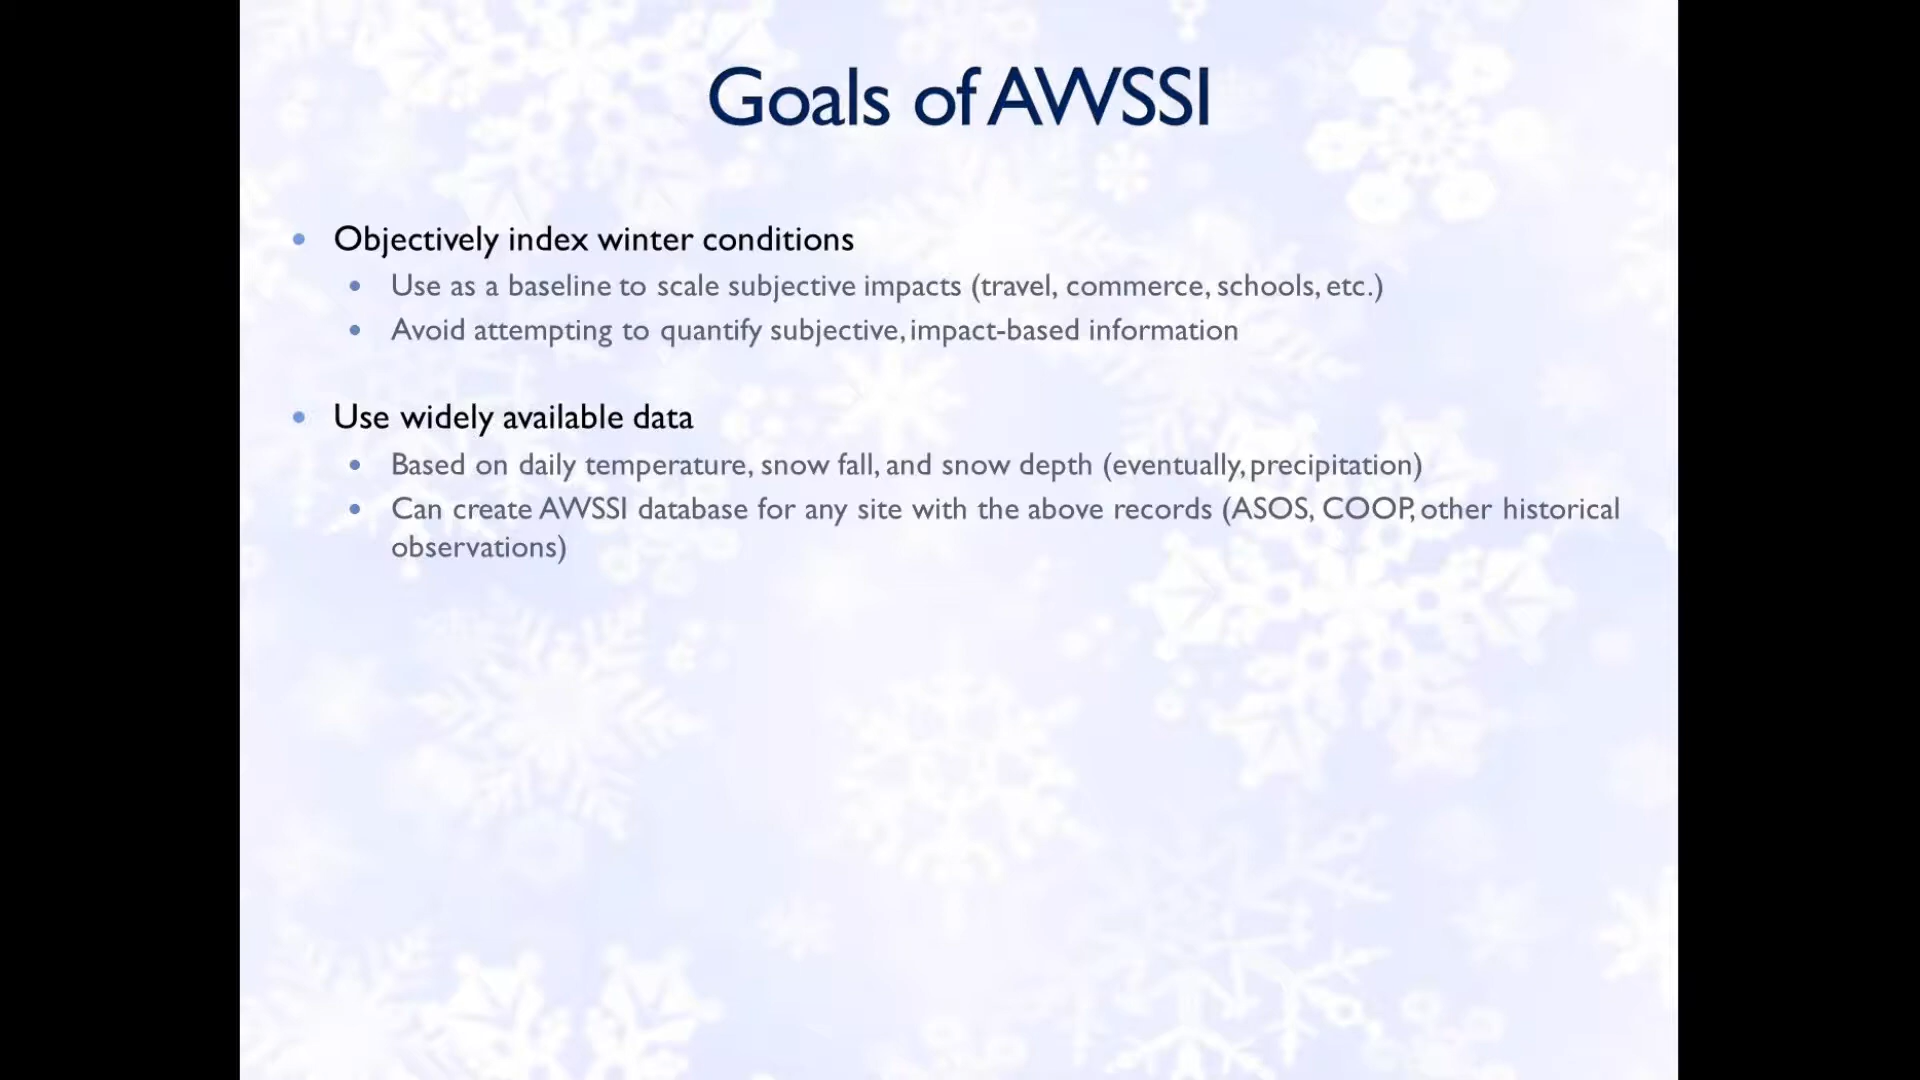 Goals of AWSSI
• Objectively index winter conditions
• Use as a baseline to scale subjective impacts (travel, commerce, schools, etc.)
• Avoid attempting to quantify subjective, impact-based information
• Use widely available data
• Based on daily temperature, snow fall, and snow depth (eventually, precipitation)
• Can create AWSSI database for any site with the above records (ASOS, COOP, other historical
observations)